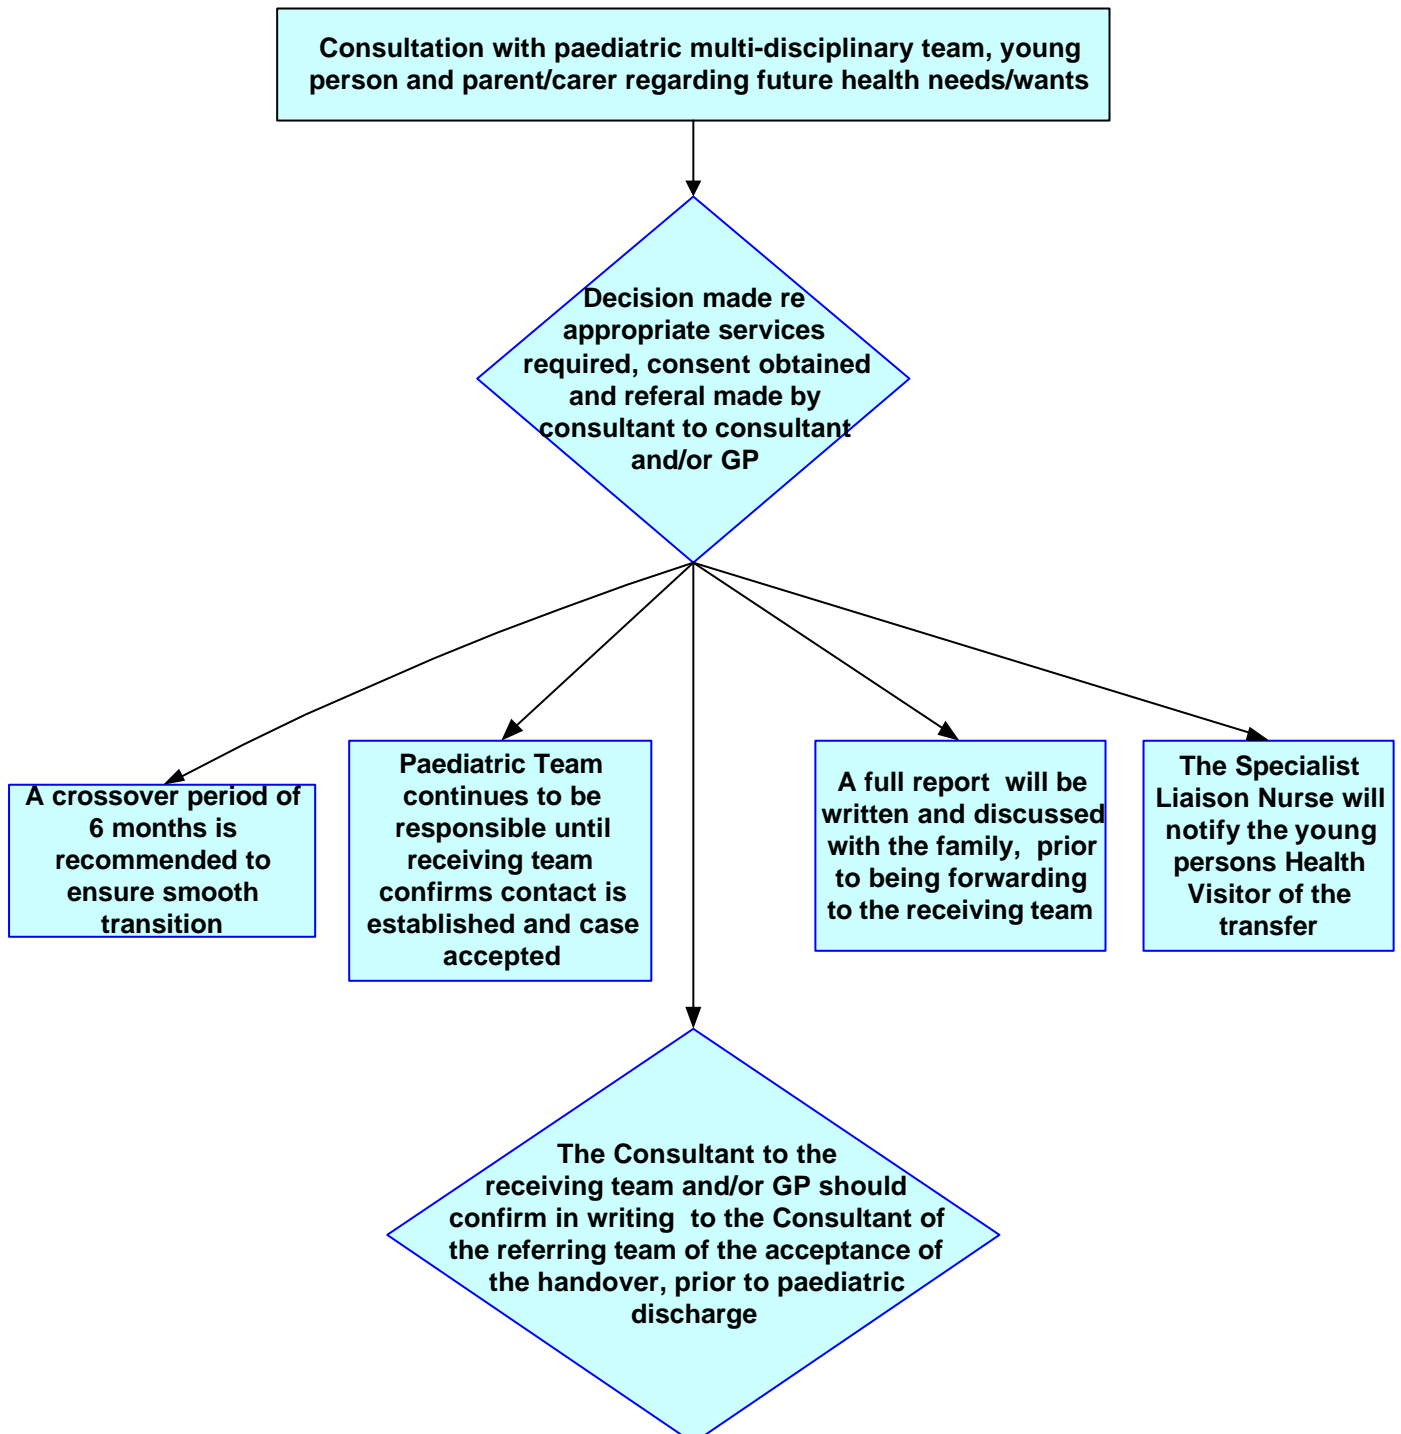 Consultation with paediatric multi-disciplinary team, young
person and parent/carer regarding future health needs/wants
Decision made re
appropriate services
required, consent obtained
and referal made by
consultant to consultant
and/or GP
A crossover period of
6 months is
recommended to
ensure smooth
transition
Paediatric Team
continues to be
responsible until
receiving team
confirms contact is
established and case
accepted
A full report will be
written and discussed
with the family, prior
to being forwarding
to the receiving team
The Specialist
Liaison Nurse will
notify the young
persons Health
Visitor of the
transfer
The Consultant to the
receiving team and/or GP should
confirm in writing to the Consultant of
the referring team of the acceptance of
the handover, prior to paediatric
discharge